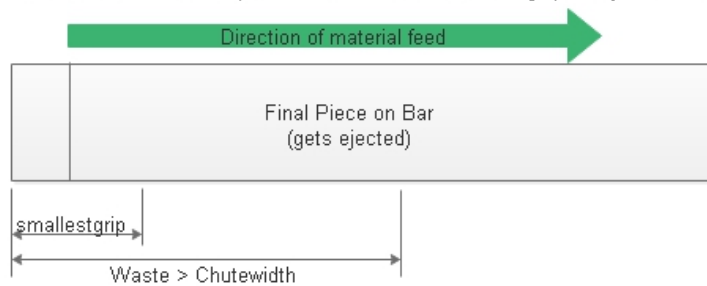 Direction of material feed
Final Piece on Bar
(gets ejected)
smallestgrip
Waste > Chutewidth